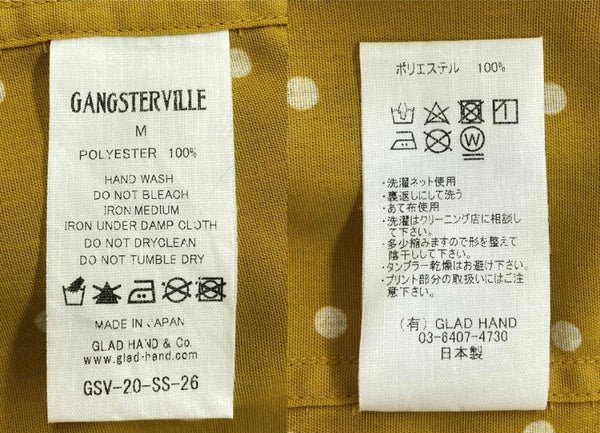 GANGSTERVILLE
M
POLYESTER 100%
HAND WASH
DO NOT BLEACH
IRON MEDIUM
IRON UNDER DAMP CLOTH
DO NOT DRYCLEAN
DO NOT TUMBLE DRY
MADE IN JAPAN
GLAD HAND & Co.
www.glad-hand.com
GSV-20-SS-26
ポリエステル 100%
W
・洗濯ネット使用
・裏返しにして洗う
・あて布使用
・洗濯はクリーニング店に相談し
て下さい。
・多少縮みますので形を整えて
陰干しして下さい。
・タンブラー乾燥はお避け下さい。
・プリント部分の取扱いにはご注
意下さい。
(有) GLAD HAND
03-6407-4730
日本製